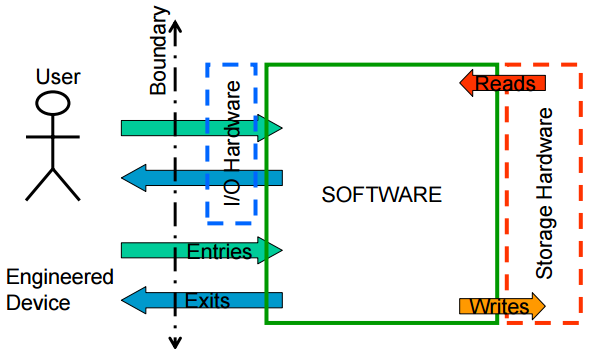 User
Boundary
I/O Hardware
Reads
SOFTWARE
Storage Hardware
Entries
Engineered
Device
Exits
Writes